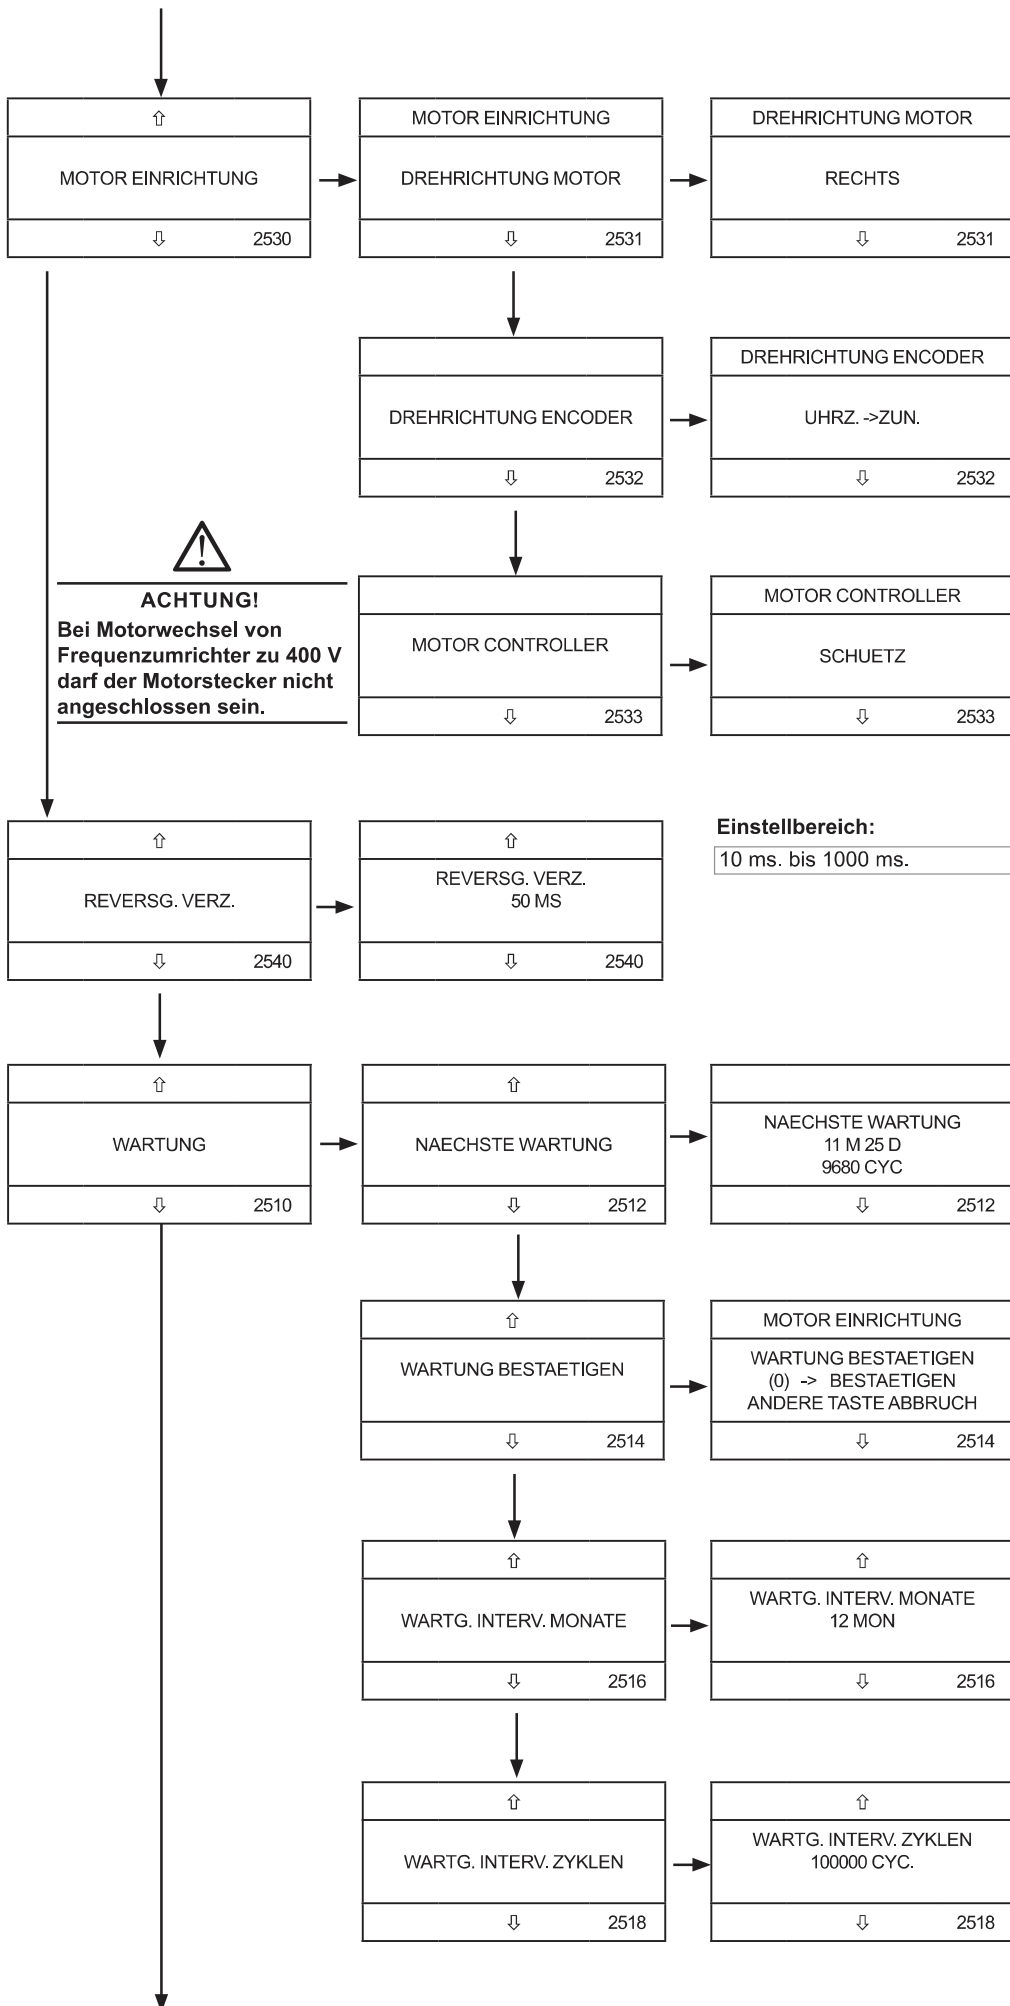 ⇧
MOTOR EINRICHTUNG
⇩ 2530
MOTOR EINRICHTUNG
DREHRICHTUNG MOTOR
⇩ 2531
DREHRICHTUNG MOTOR
RECHTS
⇩ 2531
DREHRICHTUNG ENCODER
⇩ 2532
DREHRICHTUNG ENCODER
UHRZ. ->ZUN.
⇩ 2532
ACHTUNG!
Bei Motorwechsel von
Frequenzumrichter zu 400 V
darf der Motorstecker nicht
angeschlossen sein.
MOTOR CONTROLLER
⇩ 2533
MOTOR CONTROLLER
SCHUETZ
⇩ 2533
⇧
REVERSG. VERZ.
⇩ 2540
⇧
REVERSG. VERZ.
50 MS
⇩ 2540
Einstellbereich:
10 ms. bis 1000 ms.
⇧
WARTUNG
⇩ 2510
⇧
NAECHSTE WARTUNG
⇩ 2512
NAECHSTE WARTUNG
11 M 25 D
9680 CYC
⇩ 2512
⇧
WARTUNG BESTAETIGEN
⇩ 2514
MOTOR EINRICHTUNG
WARTUNG BESTAETIGEN
(0) -> BESTAETIGEN
ANDERE TASTE ABBRUCH
⇩ 2514
⇧
WARTG. INTERV. MONATE
⇩ 2516
⇧
WARTG. INTERV. MONATE
12 MON
⇩ 2516
⇧
WARTG. INTERV. ZYKLEN
⇩ 2518
⇧
WARTG. INTERV. ZYKLEN
100000 CYC.
⇩ 2518